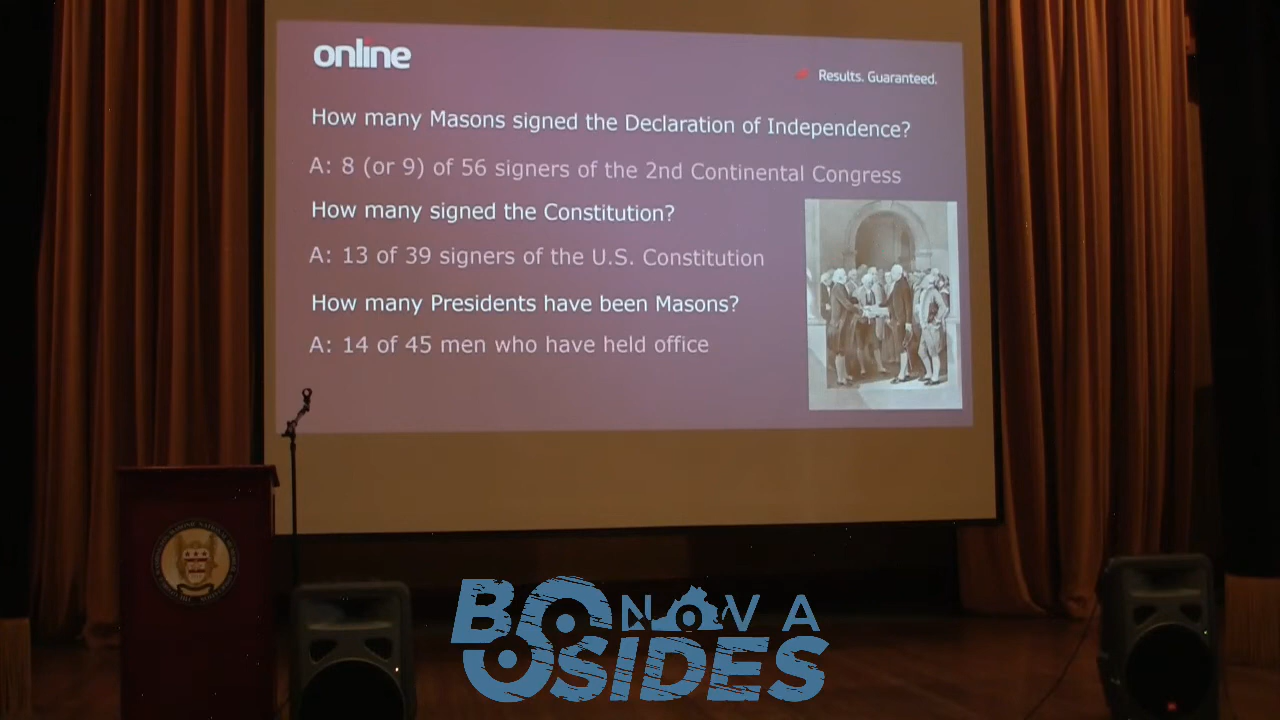 online
Results. Guaranteed.
How many Masons signed the Declaration of Independence?
A: 8 (or 9) of 56 signers of the 2nd Continental Congress
How many signed the Constitution?
A: 13 of 39 signers of the U.S. Constitution
How many Presidents have been Masons?
A: 14 of 45 men who have held office
NOVA
BSIDES